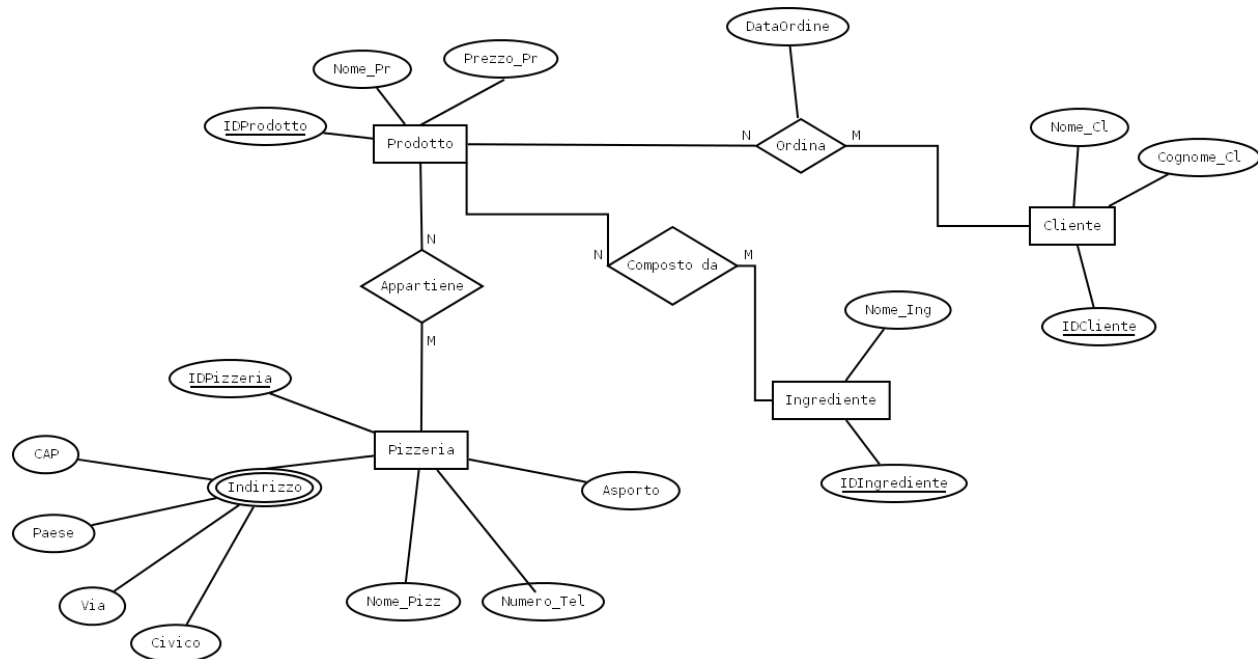 DataOrdine
Nome_Pr
Prezzo_Pr
IDProdotto
Prodotto
N
Ordina
M
Nome_Cl
Cognome_Cl
Cliente
IDCliente
N
Appartiene
M
N
Composto da
M
Nome_Ing
Ingrediente
IDIngrediente
IDPizzeria
Pizzeria
CAP
Indirizzo
Asporto
Paese
Via
Civico
Nome_Pizz
Numero_Tel